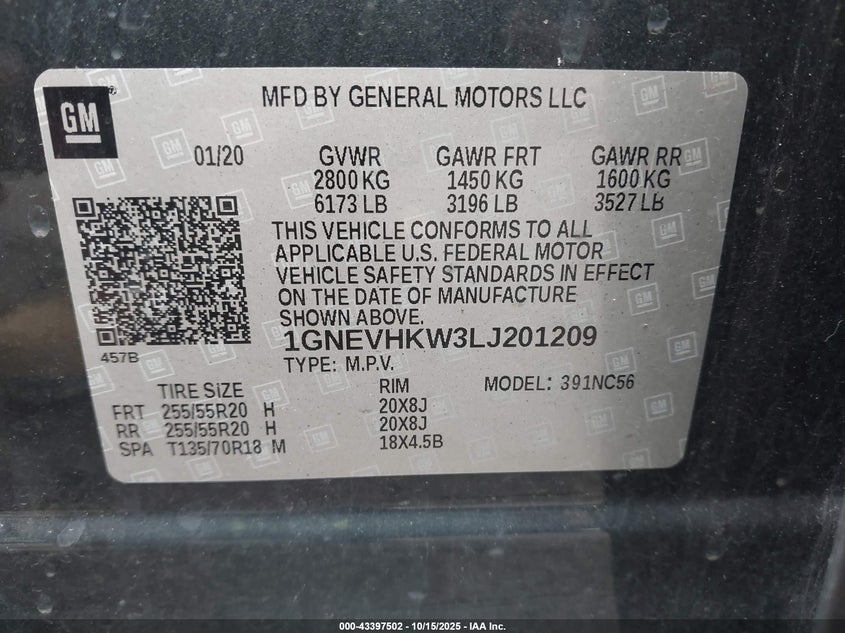 GM
MFD BY GENERAL MOTORS LLC
01/20 GVWR GAWR FRT GAWR RR
2800 KG 1450 KG 1600 KG
6173 LB 3196 LB 3527 LB
THIS VEHICLE CONFORMS TO ALL
APPLICABLE U.S. FEDERAL MOTOR
VEHICLE SAFETY STANDARDS IN EFFECT
ON THE DATE OF MANUFACTURE
SHOWN ABOVE.
1GNEVHKW3LJ201209
457B
TYPE: M.P.V.
TIRE SIZE RIM MODEL: 391NC56
FRT 255/55R20 H 20X8J
RR 255/55R20 H 20X8J
SPA T135/70R18 M 18X4.5B
000-43397502 - 10/15/2025 - IAA Inc.